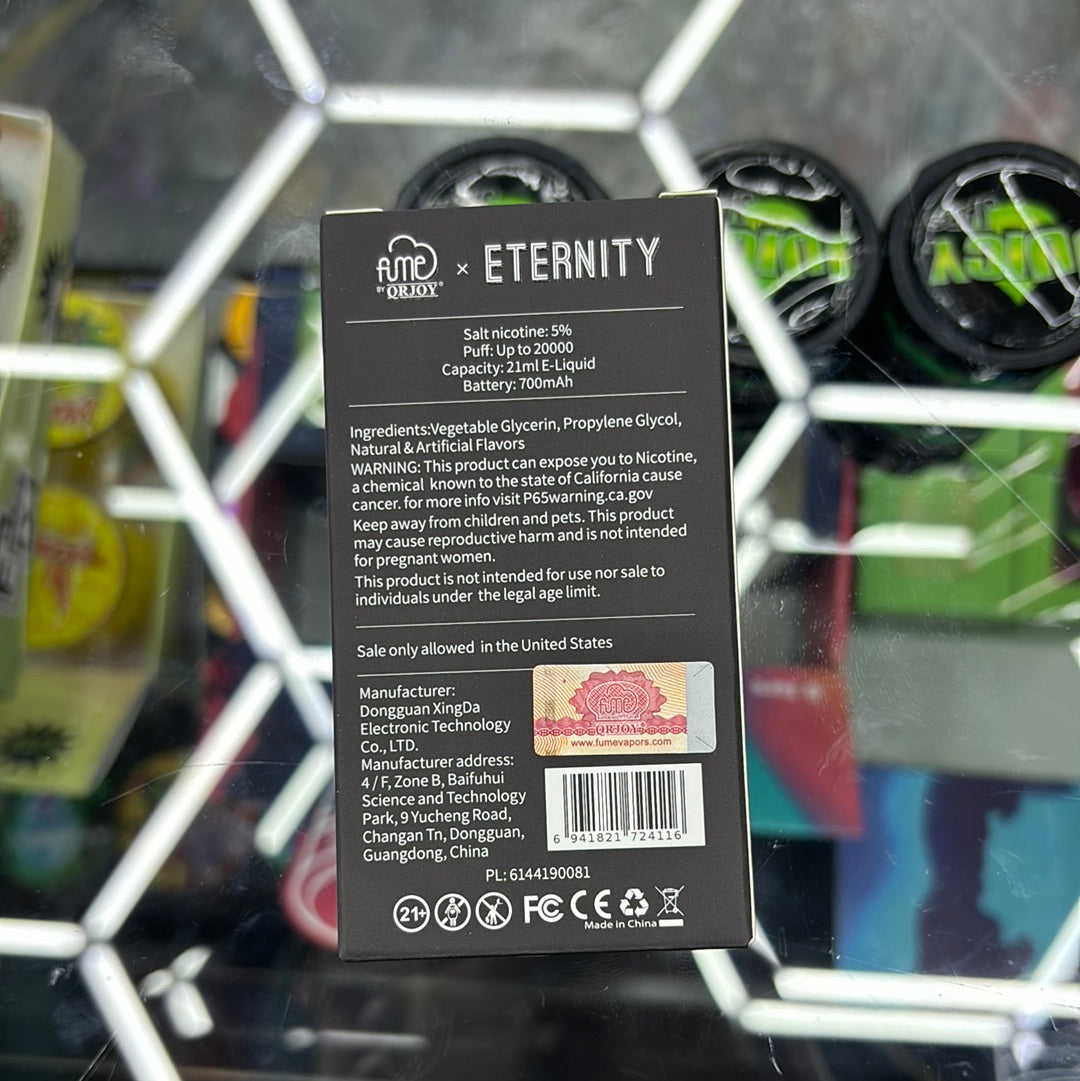 fume × ETERNITY
BY QRJOY®
Salt nicotine: 5%
Puff: Up to 20000
Capacity: 21ml E-Liquid
Battery: 700mAh
Ingredients:Vegetable Glycerin, Propylene Glycol,
Natural & Artificial Flavors
WARNING: This product can expose you to Nicotine,
a chemical known to the state of California cause
cancer. for more info visit P65warning.ca.gov
Keep away from children and pets. This product
may cause reproductive harm and is not intended
for pregnant women.
This product is not intended for use nor sale to
individuals under the legal age limit.
Sale only allowed in the United States
Manufacturer:
Dongguan XingDa
Electronic Technology
Co., LTD.
Manufacturer address:
4 / F, Zone B, Baifuhui
Science and Technology
Park, 9 Yucheng Road,
Changan Tn, Dongguan,
Guangdong, China
fume
QRJOY
www.fumevapors.com
6 941821 724116
PL: 6144190081
21+ FC CE
Made in China
JUICY